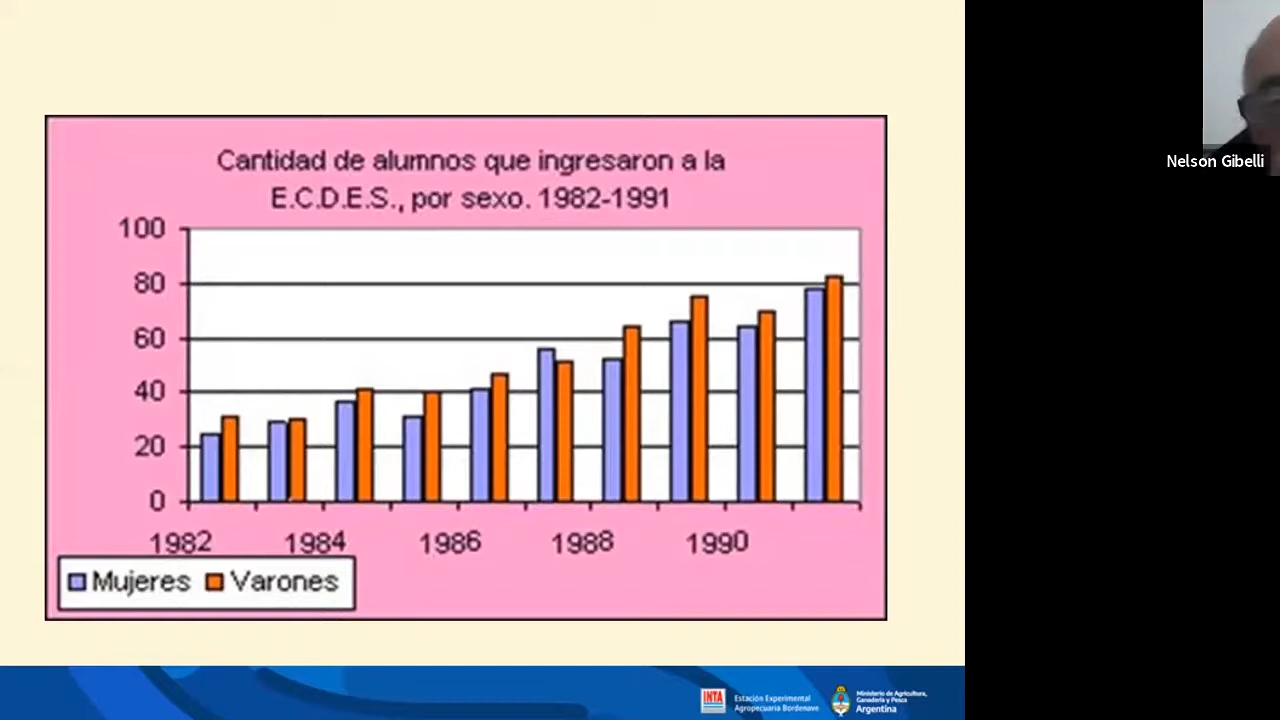 Cantidad de alumnos que ingresaron a la
E.C.D.E.S., por sexo. 1982-1991
100
80
60
40
20
0
1982 1984 1986 1988 1990
Mujeres Varones
Nelson Gibelli
INTA
Estación Experimental
Agropecuaria Bordenave
Ministerio de Agricultura,
Ganadería y Pesca
Argentina